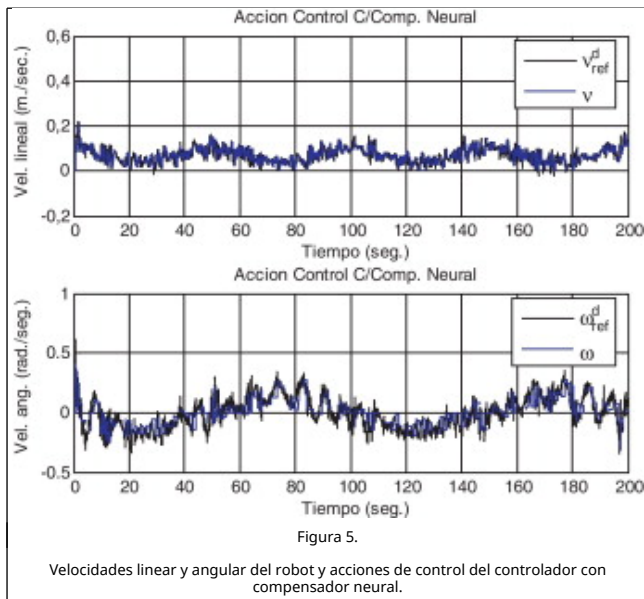 Accion Control C/Comp. Neural
Vel. lineal (m./sec.)
0,6
0,4
0,2
0
-0,2
ν_ref^d
ν
0 20 40 60 80 100 120 140 160 180 200
Tiempo (seg.)
Accion Control C/Comp. Neural
Vel. ang. (rad./seg.)
1
0.5
0
-0.5
ω_ref^d
ω
0 20 40 60 80 100 120 140 160 180 200
Tiempo (seg.)
Figura 5.
Velocidades linear y angular del robot y acciones de control del controlador con
compensador neural.